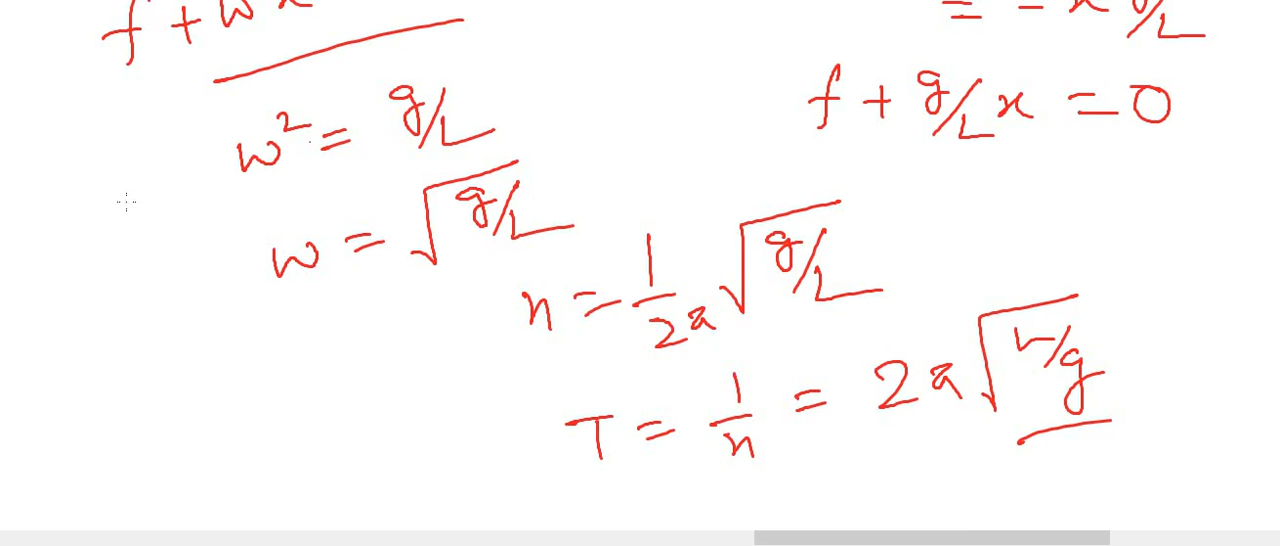 f + w x
= - x g/L
f + g/L x = 0
w² = g/L
w = √g/L
n = 1/2π √g/L
T = 1/n = 2π √L/g